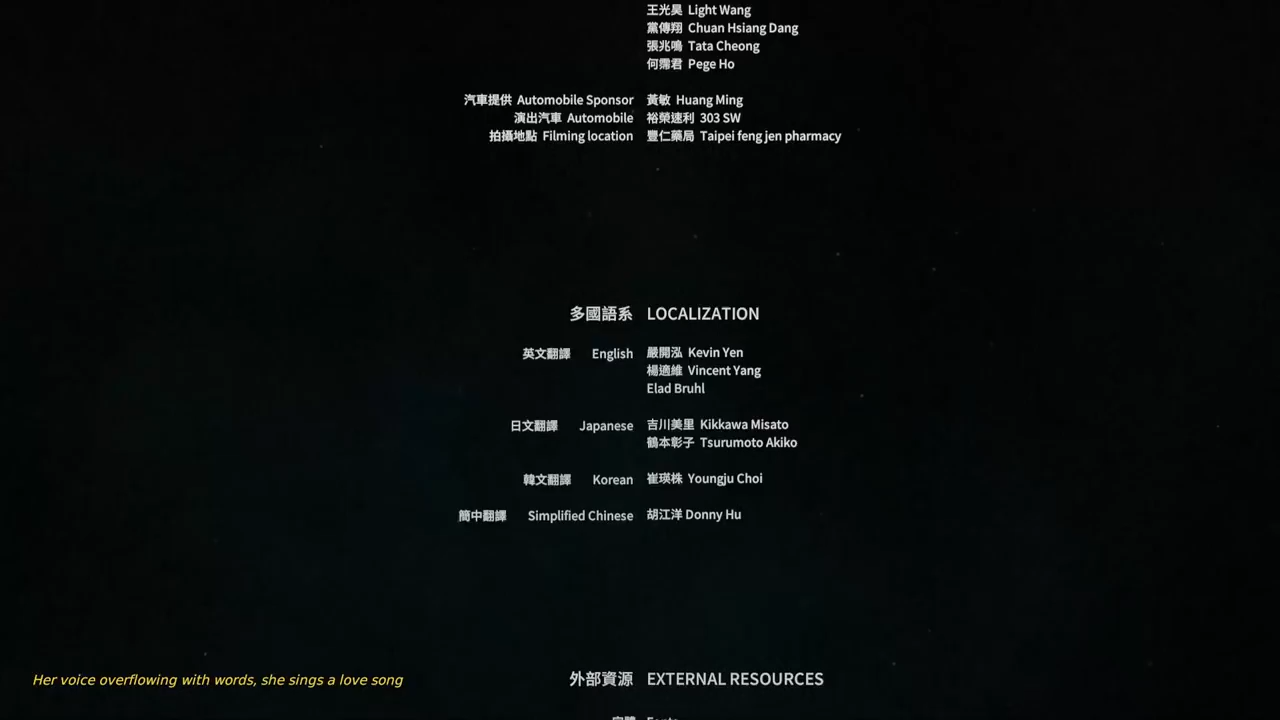 王光昊 Light Wang
黨傳翔 Chuan Hsiang Dang
張兆鳴 Tata Cheong
何霈君 Pege Ho
汽車提供 Automobile Sponsor 黃敏 Huang Ming
演出汽車 Automobile 裕榮速利 303 SW
拍攝地點 Filming location 豐仁藥局 Taipei feng jen pharmacy
多國語系 LOCALIZATION
英文翻譯 English 嚴開泓 Kevin Yen
楊適維 Vincent Yang
Elad Bruhl
日文翻譯 Japanese 吉川美里 Kikkawa Misato
鶴本彰子 Tsurumoto Akiko
韓文翻譯 Korean 崔瑛株 Youngju Choi
簡中翻譯 Simplified Chinese 胡江洋 Donny Hu
Her voice overflowing with words, she sings a love song
外部資源 EXTERNAL RESOURCES